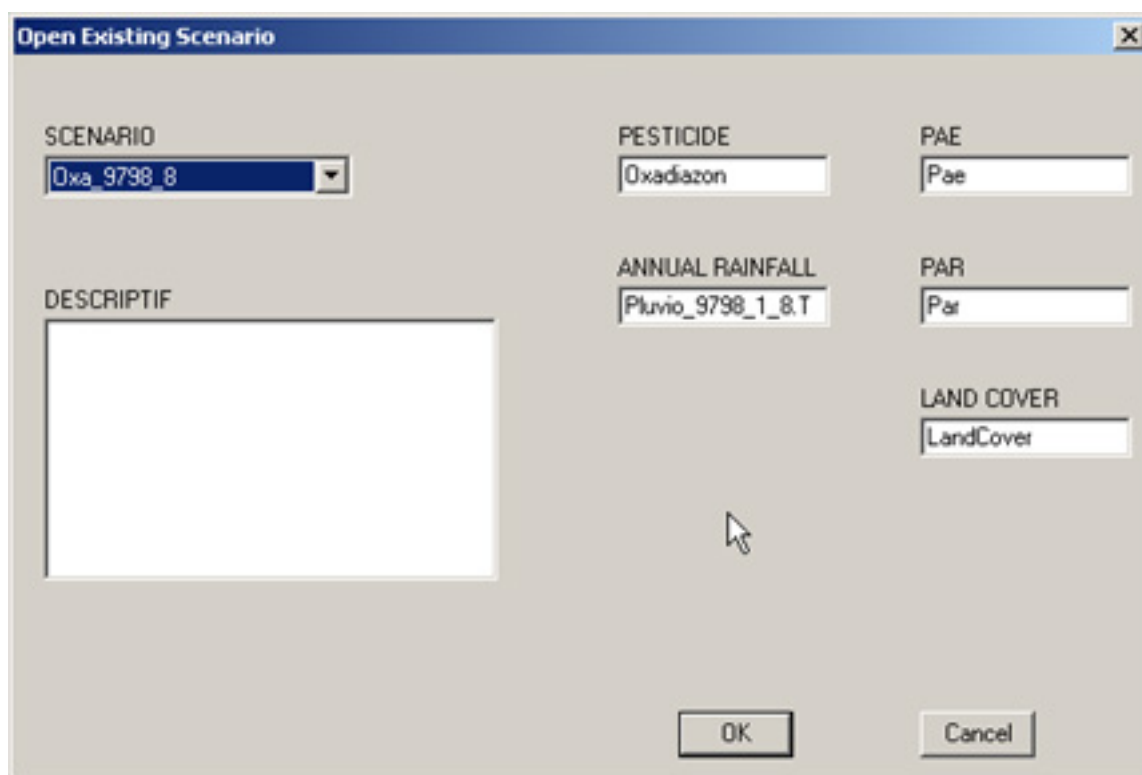 Open Existing Scenario
SCENARIO
Oxa_9798_8
DESCRIPTIF
PESTICIDE
Oxadiazon
ANNUAL RAINFALL
Pluvio_9798_1_8.T
PAE
Pae
PAR
Par
LAND COVER
LandCover
OK
Cancel